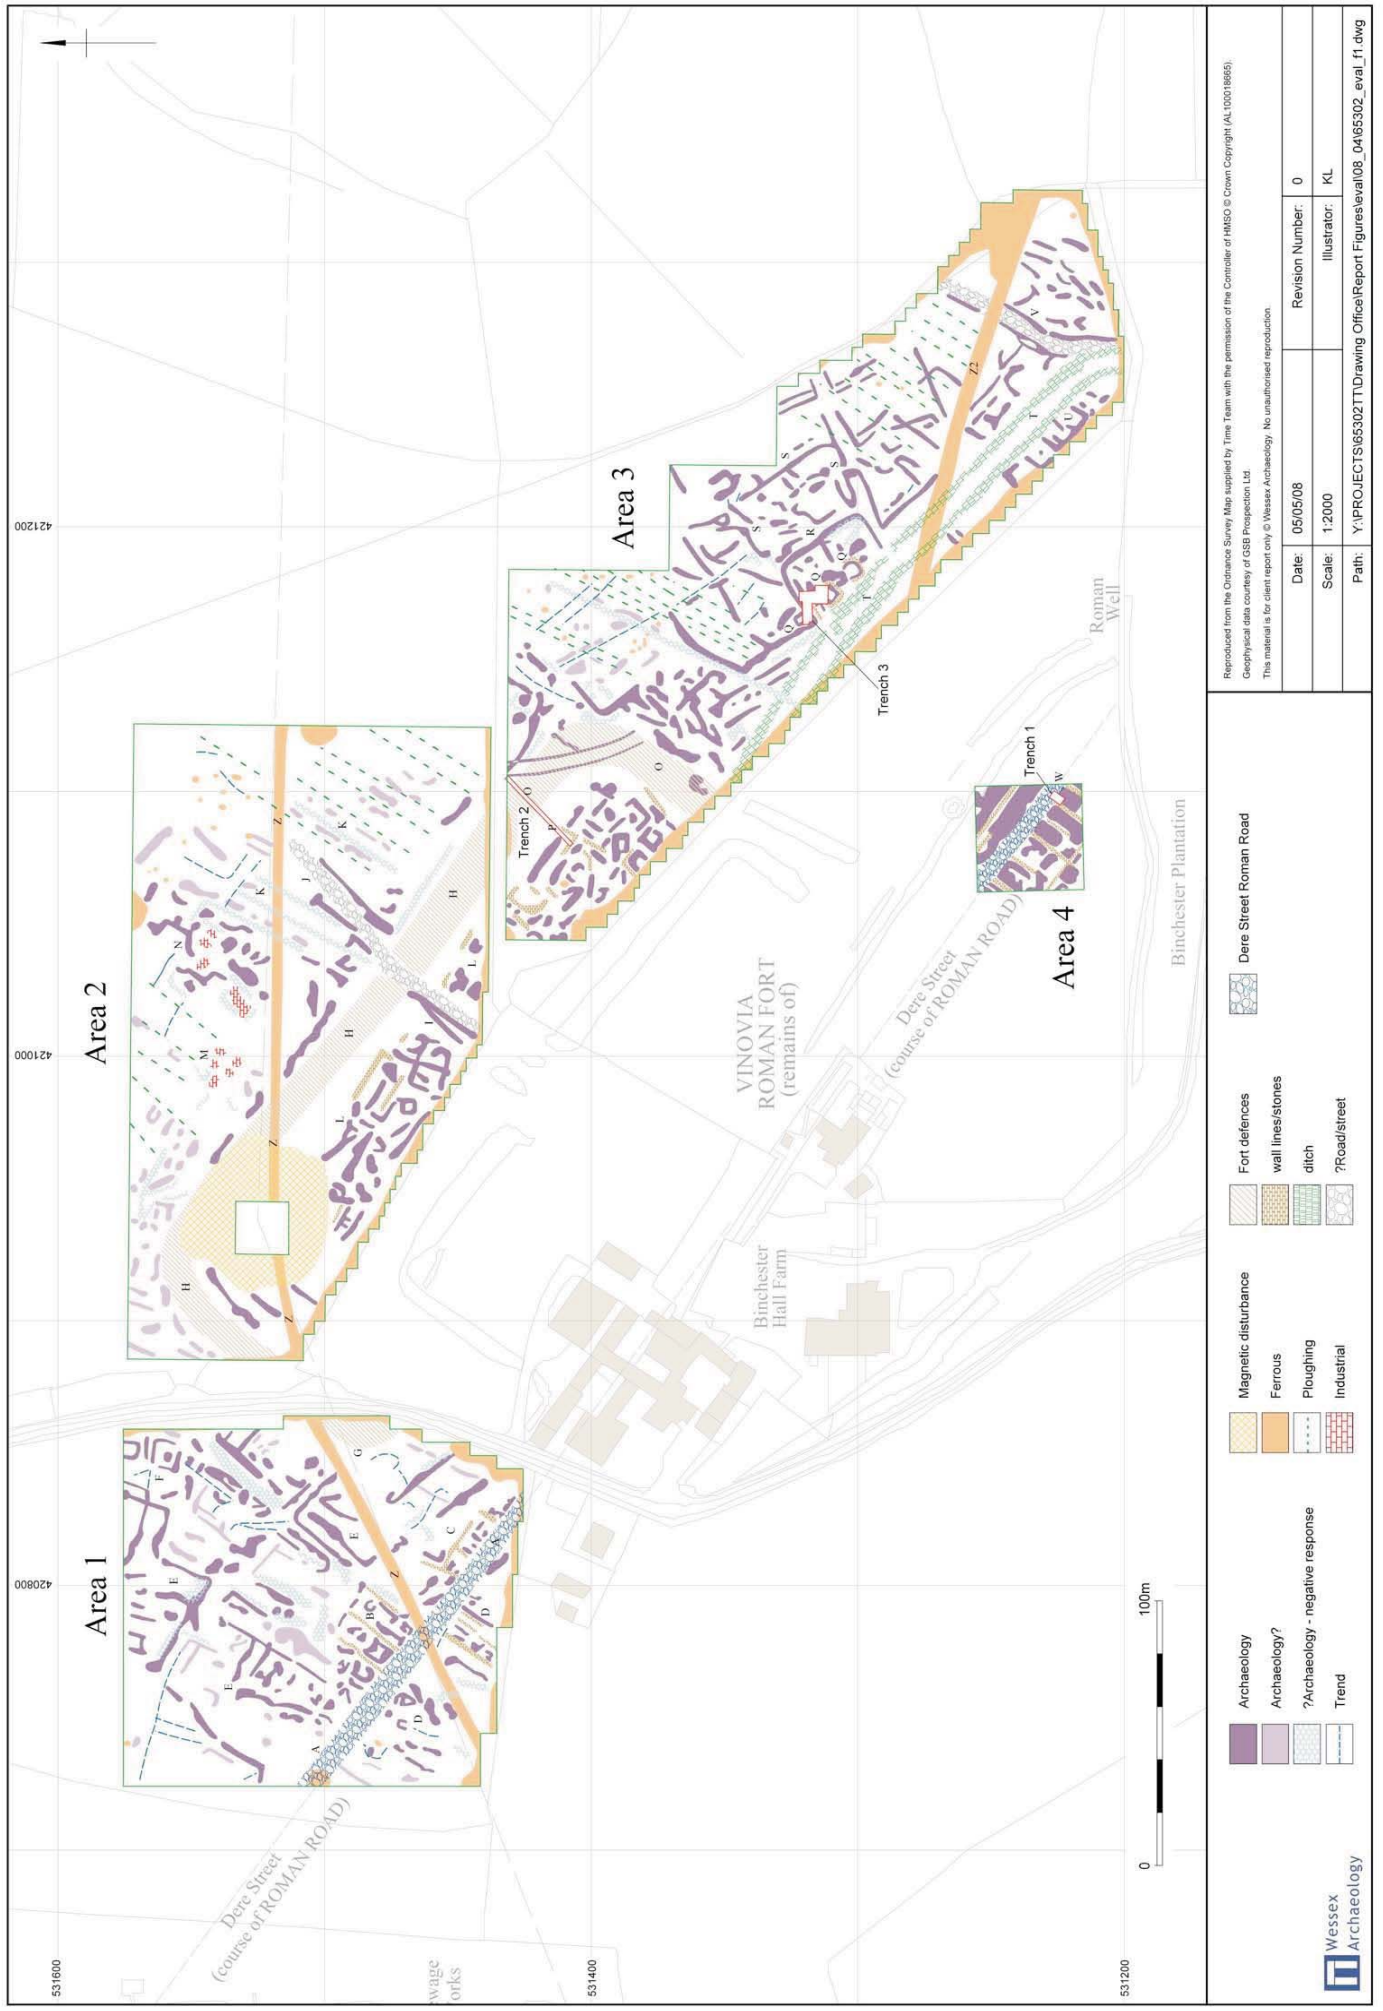 Area 1
Area 2
Area 3
Area 4
531600
531400
531200
420800
421000
421200
Dere Street
(course of ROMAN ROAD)
wage
orks
A
A
B
C
D
D
E
E
E
F
G
Z
H
H
H
I
J
K
K
L
L
M
N
Z
Z
Z
O
O
P
Q
Q
Q
R
S
S
S
T
T
U
V
Z2
W
Trench 1
Trench 2
Trench 3
VINOVIA
ROMAN FORT
(remains of)
Dere Street
(course of ROMAN ROAD)
Binchester
Hall Farm
Binchester Plantation
Roman
Well
0
100m
Wessex
Archaeology
Archaeology
Archaeology?
?Archaeology - negative response
Trend
Magnetic disturbance
Ferrous
Ploughing
Industrial
Fort defences
wall lines/stones
ditch
?Road/street
Dere Street Roman Road
Reproduced from the Ordnance Survey Map supplied by Time Team with the permission of the Controller of HMSO © Crown Copyright (AL100018665).
Geophysical data courtesy of GSB Prospection Ltd.
This material is for client report only © Wessex Archaeology. No unauthorised reproduction.
Date: 05/05/08 Revision Number: 0
Scale: 1:2000 Illustrator: KL
Path: Y:\PROJECTS\65302TT\Drawing Office\Report Figures\eval\08_04\65302_eval_f1.dwg